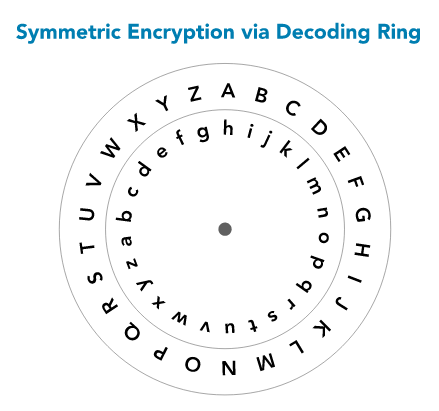 Symmetric Encryption via Decoding Ring
A B C D E F G H I J K L M N O P Q R S T U V W X Y Z
h i j k l m n o p q r s t u v w x y z a b c d e f g